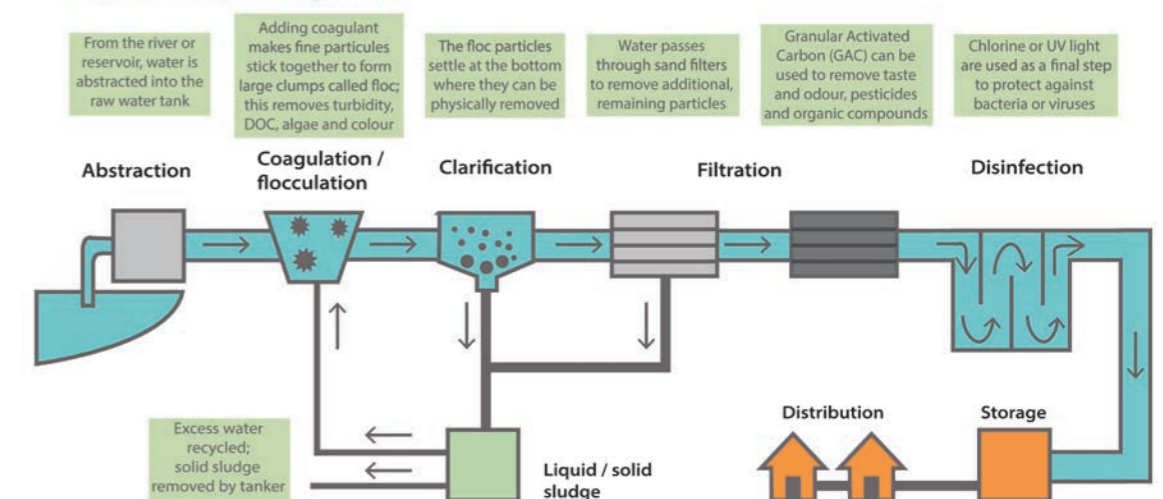 From the river or
reservoir, water is
abstracted into the
raw water tank
Adding coagulant
makes fine particules
stick together to form
large clumps called floc;
this removes turbidity,
DOC, algae and colour
The floc particles
settle at the bottom
where they can be
physically removed
Water passes
through sand filters
to remove additional,
remaining particles
Granular Activated
Carbon (GAC) can be
used to remove taste
and odour, pesticides
and organic compounds
Chlorine or UV light
are used as a final step
to protect against
bacteria or viruses
Abstraction
Coagulation /
flocculation
Clarification
Filtration
Disinfection
Excess water
recycled;
solid sludge
removed by tanker
Liquid / solid
sludge
Distribution
Storage